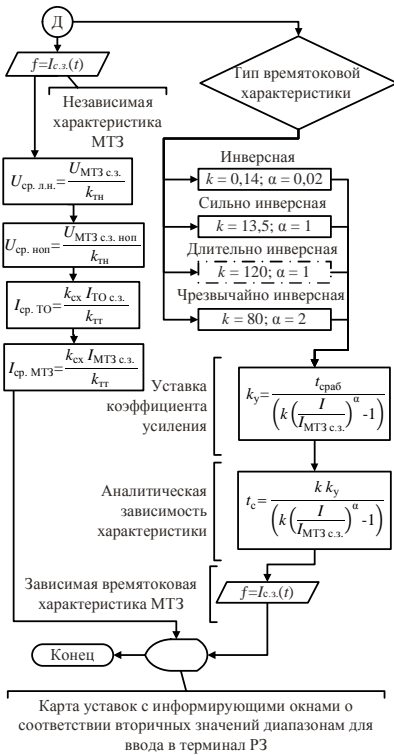 Д
f=Iс.з.(t)
Тип времятоковой
характеристики
Независимая
характеристика
МТЗ
Инверсная
k = 0,14; α = 0,02
Сильно инверсная
k = 13,5; α = 1
Длительно инверсная
k = 120; α = 1
Чрезвычайно инверсная
k = 80; α = 2
Uср. л.н.=UМТЗ с.з./kтн
Uср. ноп=UМТЗ с.з. ноп/kтн
Iср. ТО=kсх IТО с.з./kтт
Iср. МТЗ=kсх IМТЗ с.з./kтт
Уставка
коэффициента
усиления
kу=tсраб/(k(I/IМТЗ с.з.)^α-1)
Аналитическая
зависимость
характеристики
tс=k kу/(k(I/IМТЗ с.з.)^α-1)
Зависимая времятоковая
характеристика МТЗ
f=Iс.з.(t)
Конец
Карта уставок с информирующими окнами о
соответствии вторичных значений диапазонам для
ввода в терминал РЗ